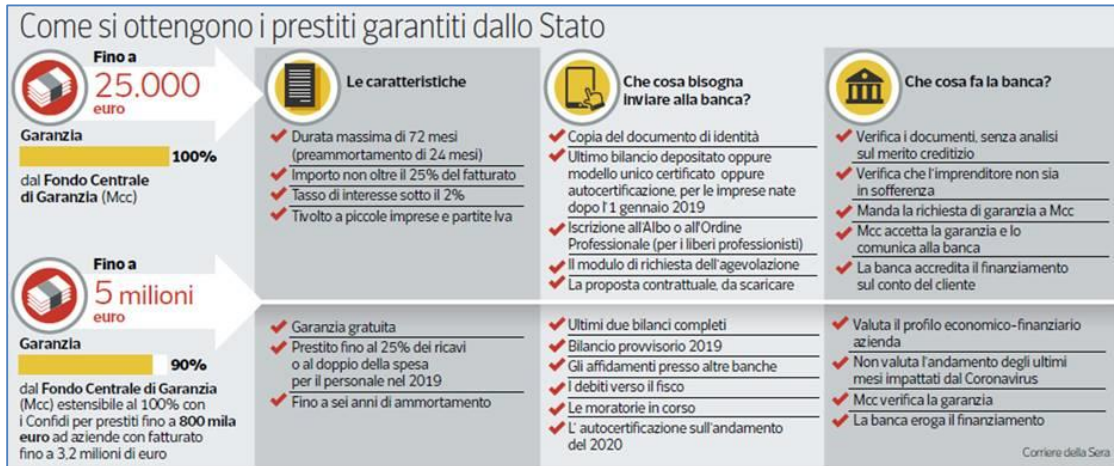 Come si ottengono i prestiti garantiti dallo Stato
Fino a
25.000
euro
Garanzia
100%
dal Fondo Centrale
di Garanzia (Mcc)
Le caratteristiche
Durata massima di 72 mesi
(preammortamento di 24 mesi)
Importo non oltre il 25% del fatturato
Tasso di interesse sotto il 2%
Tivolto a piccole imprese e partite Iva
Che cosa bisogna
inviare alla banca?
Copia del documento di identità
Ultimo bilancio depositato oppure
modello unico certificato oppure
autocertificazione, per le imprese nate
dopo l'1 gennaio 2019
Iscrizione all'Albo o all'Ordine
Professionale (per i liberi professionisti)
Il modulo di richiesta dell'agevolazione
La proposta contrattuale, da scaricare
Che cosa fa la banca?
Verifica i documenti, senza analisi
sul merito creditizio
Verifica che l'imprenditore non sia
in sofferenza
Manda la richiesta di garanzia a Mcc
Mcc accetta la garanzia e lo
comunica alla banca
La banca accredita il finanziamento
sul conto del cliente
Fino a
5 milioni
euro
Garanzia
90%
dal Fondo Centrale di Garanzia
(Mcc) estensibile al 100% con
i Confidi per prestiti fino a 800 mila
euro ad aziende con fatturato
fino a 3,2 milioni di euro
Garanzia gratuita
Prestito fino al 25% dei ricavi
o al doppio della spesa
per il personale nel 2019
Fino a sei anni di ammortamento
Ultimi due bilanci completi
Bilancio provvisorio 2019
Gli affidamenti presso altre banche
I debiti verso il fisco
Le moratorie in corso
L' autocertificazione sull'andamento
del 2020
Valuta il profilo economico-finanziario
azienda
Non valuta l'andamento degli ultimi
mesi impattati dal Coronavirus
Mcc verifica la garanzia
La banca eroga il finanziamento
Corriere della Sera